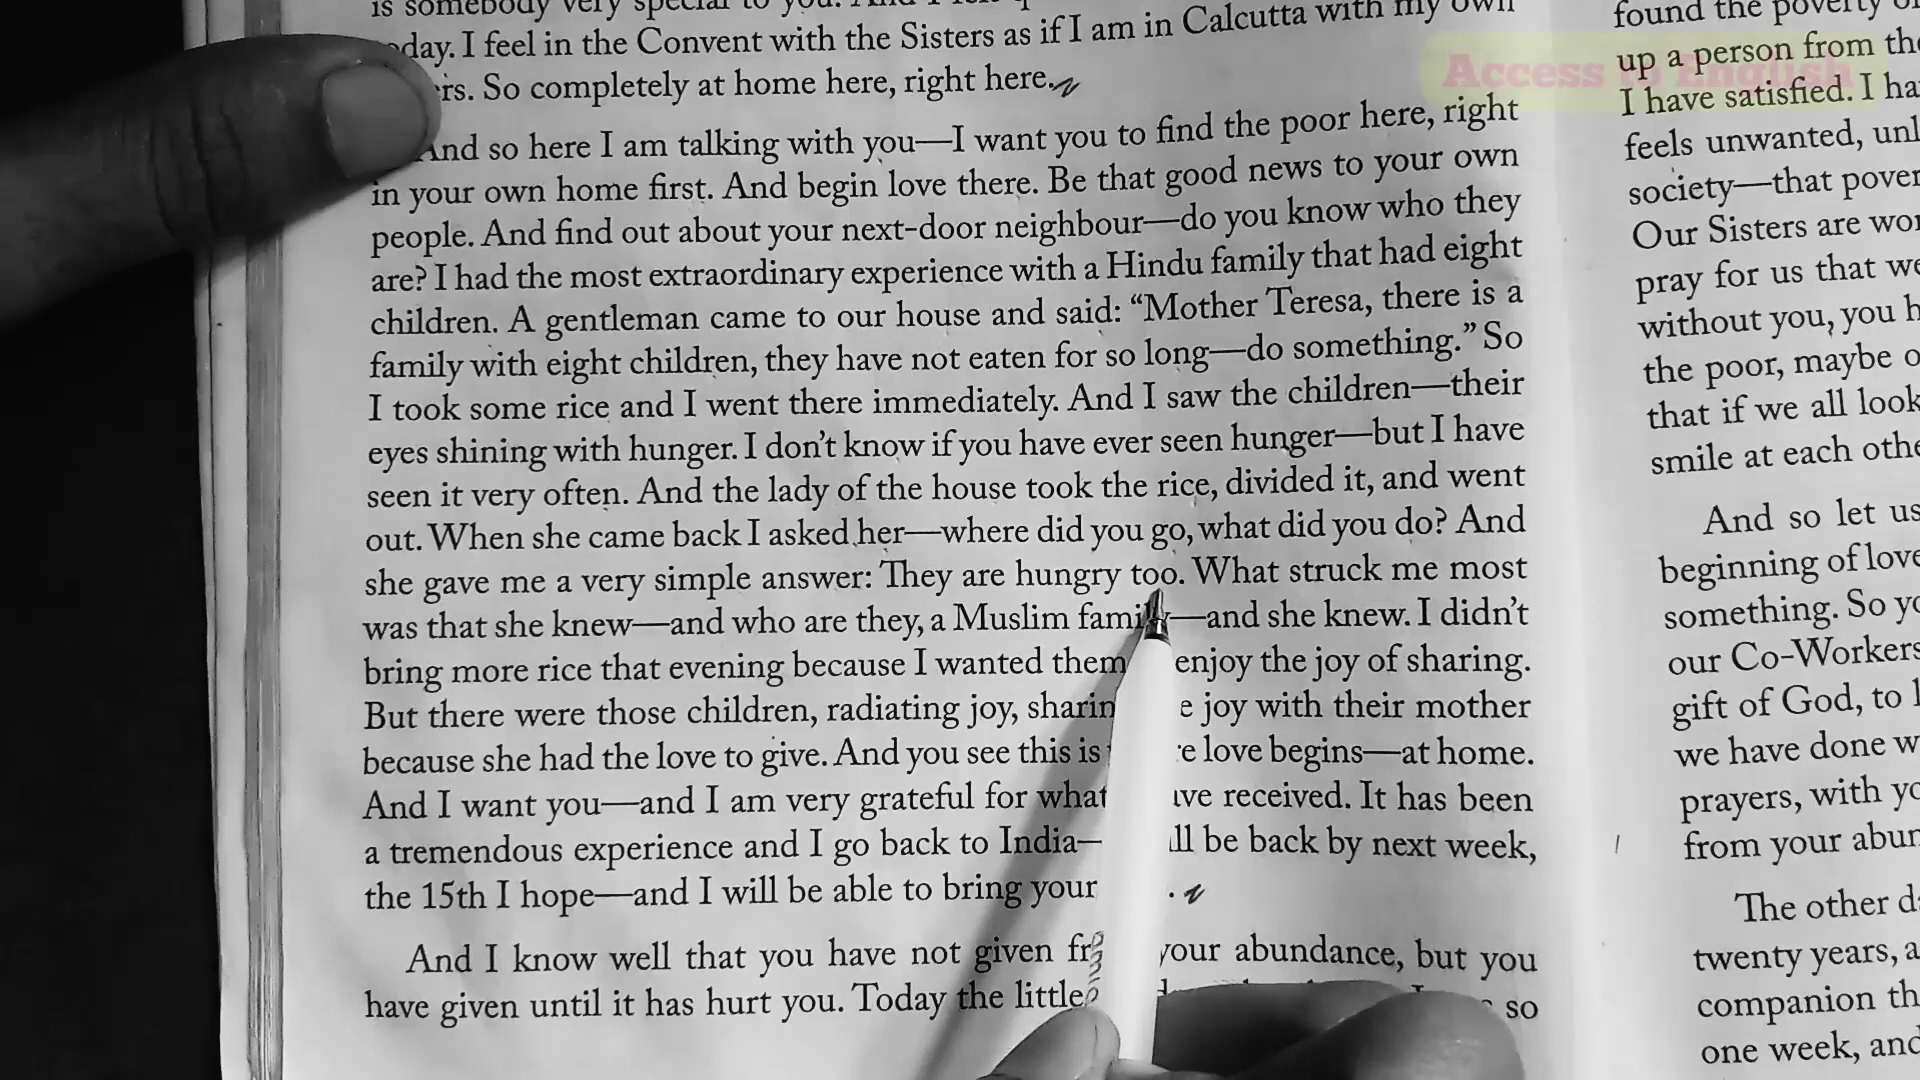 is somebody very special to you.
day. I feel in the Convent with the Sisters as if I am in Calcutta with my own
rs. So completely at home here, right here.
And so here I am talking with you—I want you to find the poor here, right
in your own home first. And begin love there. Be that good news to your own
people. And find out about your next-door neighbour—do you know who they
are? I had the most extraordinary experience with a Hindu family that had eight
children. A gentleman came to our house and said: “Mother Teresa, there is a
family with eight children, they have not eaten for so long—do something.” So
I took some rice and I went there immediately. And I saw the children—their
eyes shining with hunger. I don’t know if you have ever seen hunger—but I have
seen it very often. And the lady of the house took the rice, divided it, and went
out. When she came back I asked her—where did you go, what did you do? And
she gave me a very simple answer: They are hungry too. What struck me most
was that she knew—and who are they, a Muslim family—and she knew. I didn’t
bring more rice that evening because I wanted them enjoy the joy of sharing.
But there were those children, radiating joy, sharin e joy with their mother
because she had the love to give. And you see this is e love begins—at home.
And I want you—and I am very grateful for what ave received. It has been
a tremendous experience and I go back to India— ll be back by next week,
the 15th I hope—and I will be able to bring your .
And I know well that you have not given fr your abundance, but you
have given until it has hurt you. Today the little so
Access to English
found the poverty
up a person from the
I have satisfied. I ha
feels unwanted, unl
society—that pover
Our Sisters are wor
pray for us that we
without you, you h
the poor, maybe o
that if we all look
smile at each othe
And so let us
beginning of love
something. So yo
our Co-Workers
gift of God, to l
we have done w
prayers, with yo
from your abun
The other d
twenty years, a
companion th
one week, and